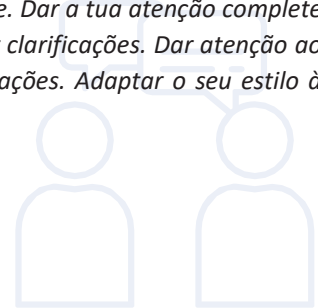 e. Dar a tua atenção complete
clarificações. Dar atenção ao
ações. Adaptar o seu estilo à